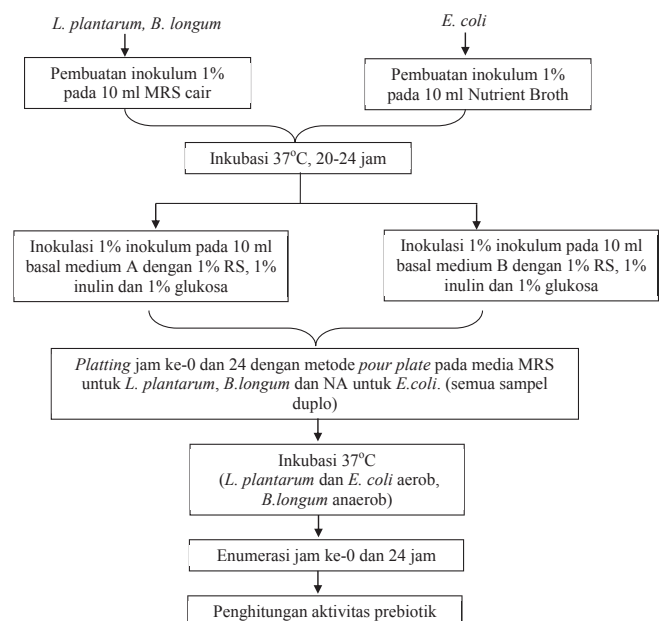 L. plantarum, B. longum
E. coli
Pembuatan inokulum 1%
pada 10 ml MRS cair
Pembuatan inokulum 1%
pada 10 ml Nutrient Broth
Inkubasi 37°C, 20-24 jam
Inokulasi 1% inokulum pada 10 ml
basal medium A dengan 1% RS, 1%
inulin dan 1% glukosa
Inokulasi 1% inokulum pada 10 ml
basal medium B dengan 1% RS, 1%
inulin dan 1% glukosa
Platting jam ke-0 dan 24 dengan metode pour plate pada media MRS
untuk L. plantarum, B.longum dan NA untuk E.coli. (semua sampel
duplo)
Inkubasi 37°C
(L. plantarum dan E. coli aerob,
B.longum anaerob)
Enumerasi jam ke-0 dan 24 jam
Penghitungan aktivitas prebiotik